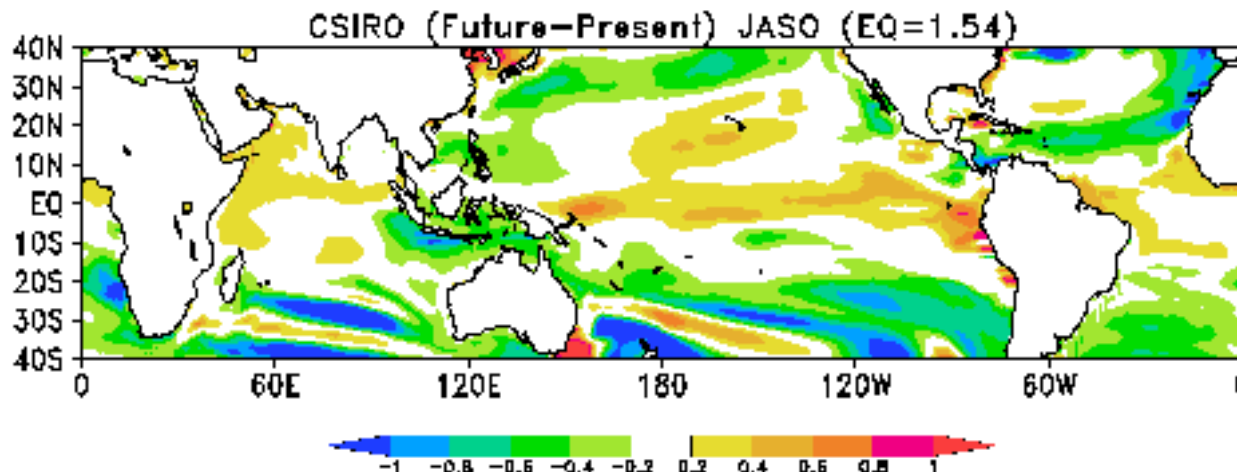 CSIRO (Future-Present) JASO (EQ=1.54)
40N
30N
20N
10N
EQ
10S
20S
30S
40S
0 60E 120E 180 120W 60W 0
-1 -0.8 -0.6 -0.4 -0.2 0.2 0.4 0.6 0.8 1